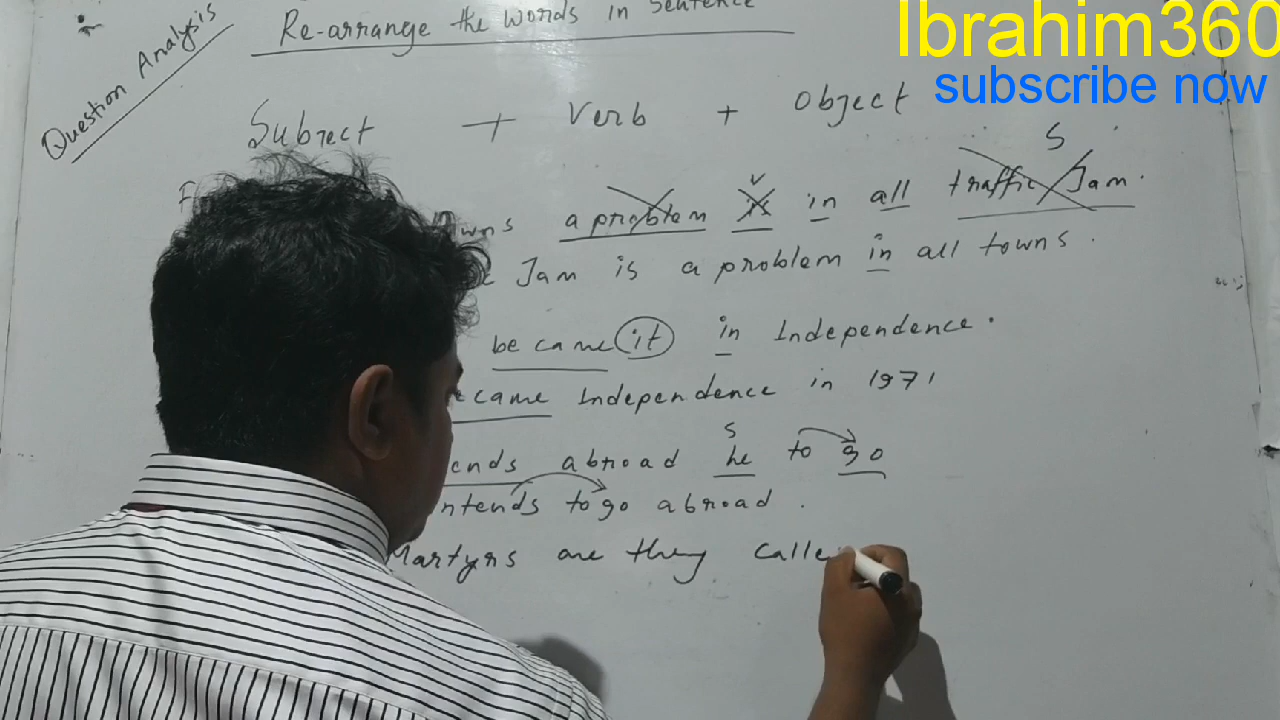 Re-arrange the words in Sentence
Question Analysis
Ibrahim360
subscribe now
Subject + Verb + Object
S
a problem is in all traffic Jam.
Jam is a problem in all towns.
became it in Independence.
Independence in 1971
S
abroad he to go
to go abroad.
Martyrs are they